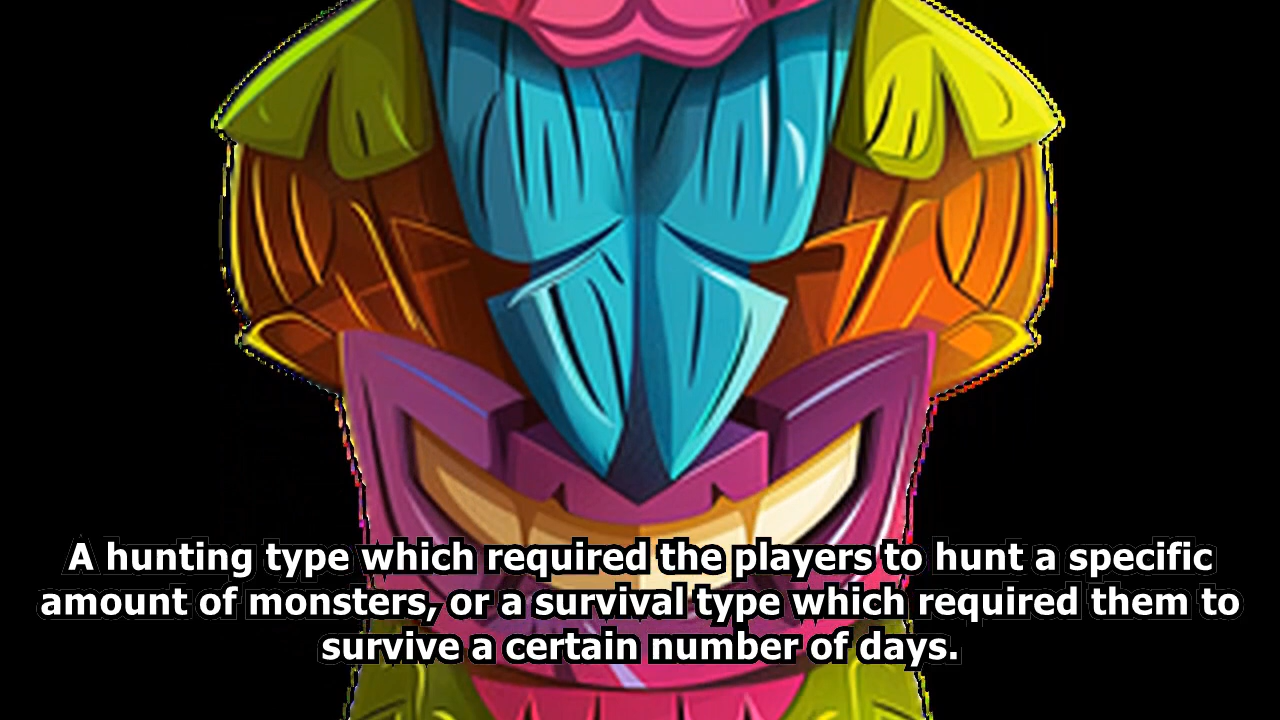 A hunting type which required the players to hunt a specific
amount of monsters, or a survival type which required them to
survive a certain number of days.